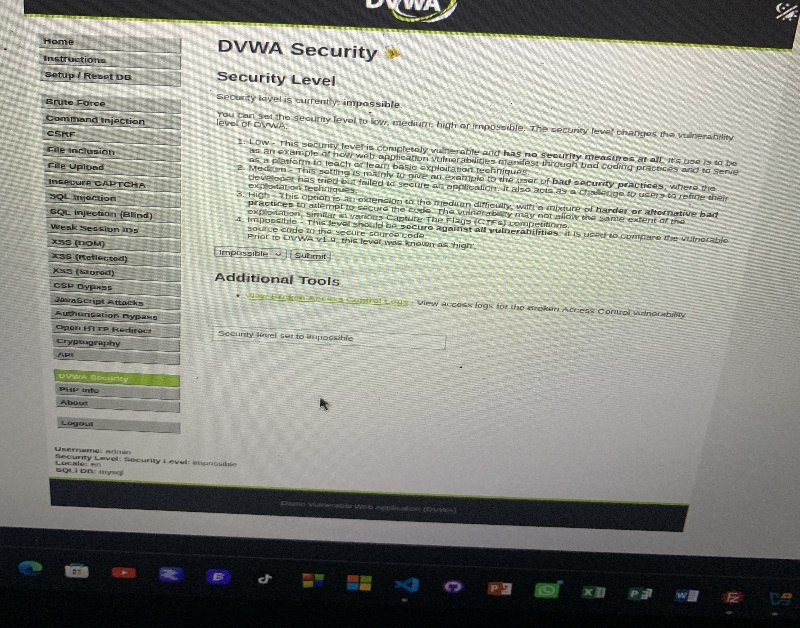 DVWA
Home
Instructions
Setup / Reset DB
Brute Force
Command Injection
CSRF
File Inclusion
File Upload
Insecure CAPTCHA
SQL Injection
SQL Injection (Blind)
Weak Session IDs
XSS (DOM)
XSS (Reflected)
XSS (Stored)
CSP Bypass
JavaScript Attacks
Authorisation Bypass
Open HTTP Redirect
Cryptography
API
DVWA Security
PHP Info
About
Logout
DVWA Security
Security Level
Security level is currently: impossible.
You can set the security level to low, medium, high or impossible. The security level changes the vulnerability
level of DVWA:
1. Low - This security level is completely vulnerable and has no security measures at all. It's use is to be
as an example of how web application vulnerabilities manifest through bad coding practices and to serve
as a platform to teach or learn basic exploitation techniques.
2. Medium - This setting is mainly to give an example to the user of bad security practices, where the
developer has tried but failed to secure an application. It also acts as a challenge to users to refine their
exploitation techniques.
3. High - This option is an extension to the medium difficulty, with a mixture of harder or alternative bad
practices to attempt to secure the code. The vulnerability may not allow the same extent of the
exploitation, similar in various Capture The Flags (CTFs) competitions.
4. Impossible - This level should be secure against all vulnerabilities. It is used to compare the vulnerable
source code to the secure source code.
Prior to DVWA v1.9, this level was known as 'high'.
Impossible Submit
Additional Tools
• View Broken Access Control Logs - View access logs for the Broken Access Control vulnerability
Security level set to impossible
Username: admin
Security Level: Security Level: impossible
Locale: en
SQLi DB: mysql
Damn Vulnerable Web Application (DVWA)